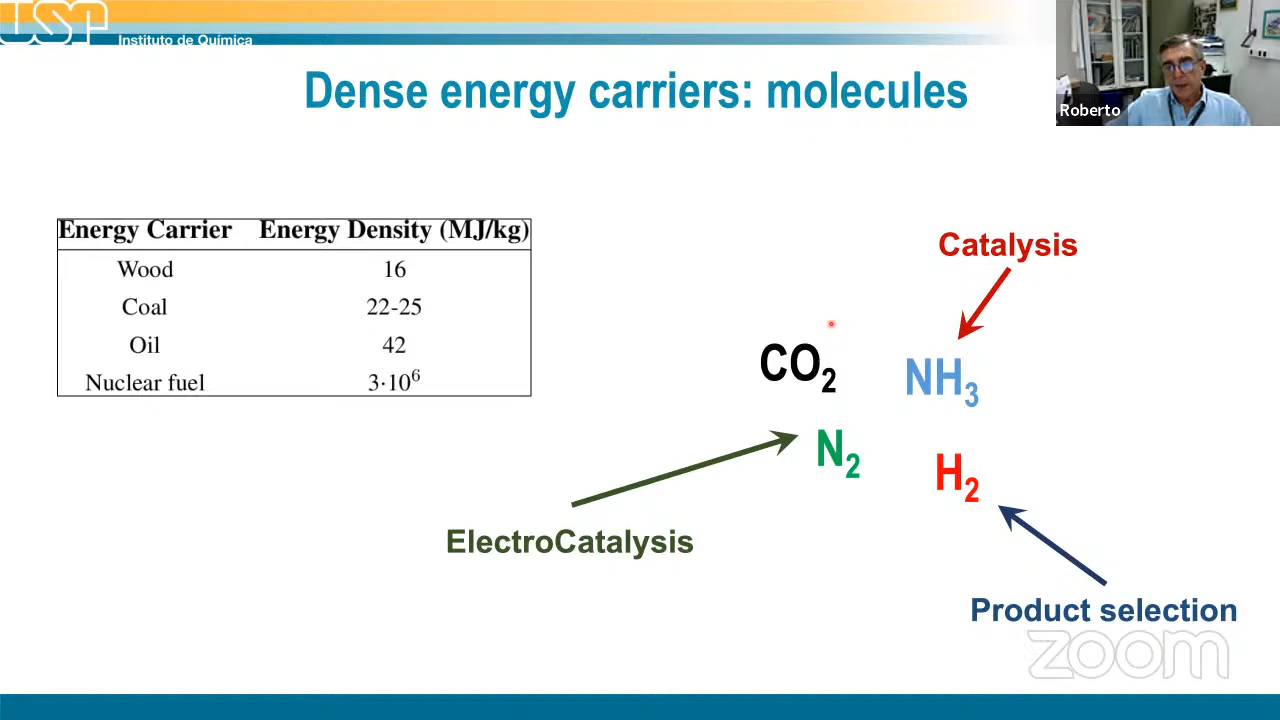 USP
Instituto de Química
Roberto
Dense energy carriers: molecules
Energy Carrier Energy Density (MJ/kg)
Wood 16
Coal 22-25
Oil 42
Nuclear fuel 3·10⁶
Catalysis
CO₂ NH₃
N₂ H₂
ElectroCatalysis
Product selection
zoom